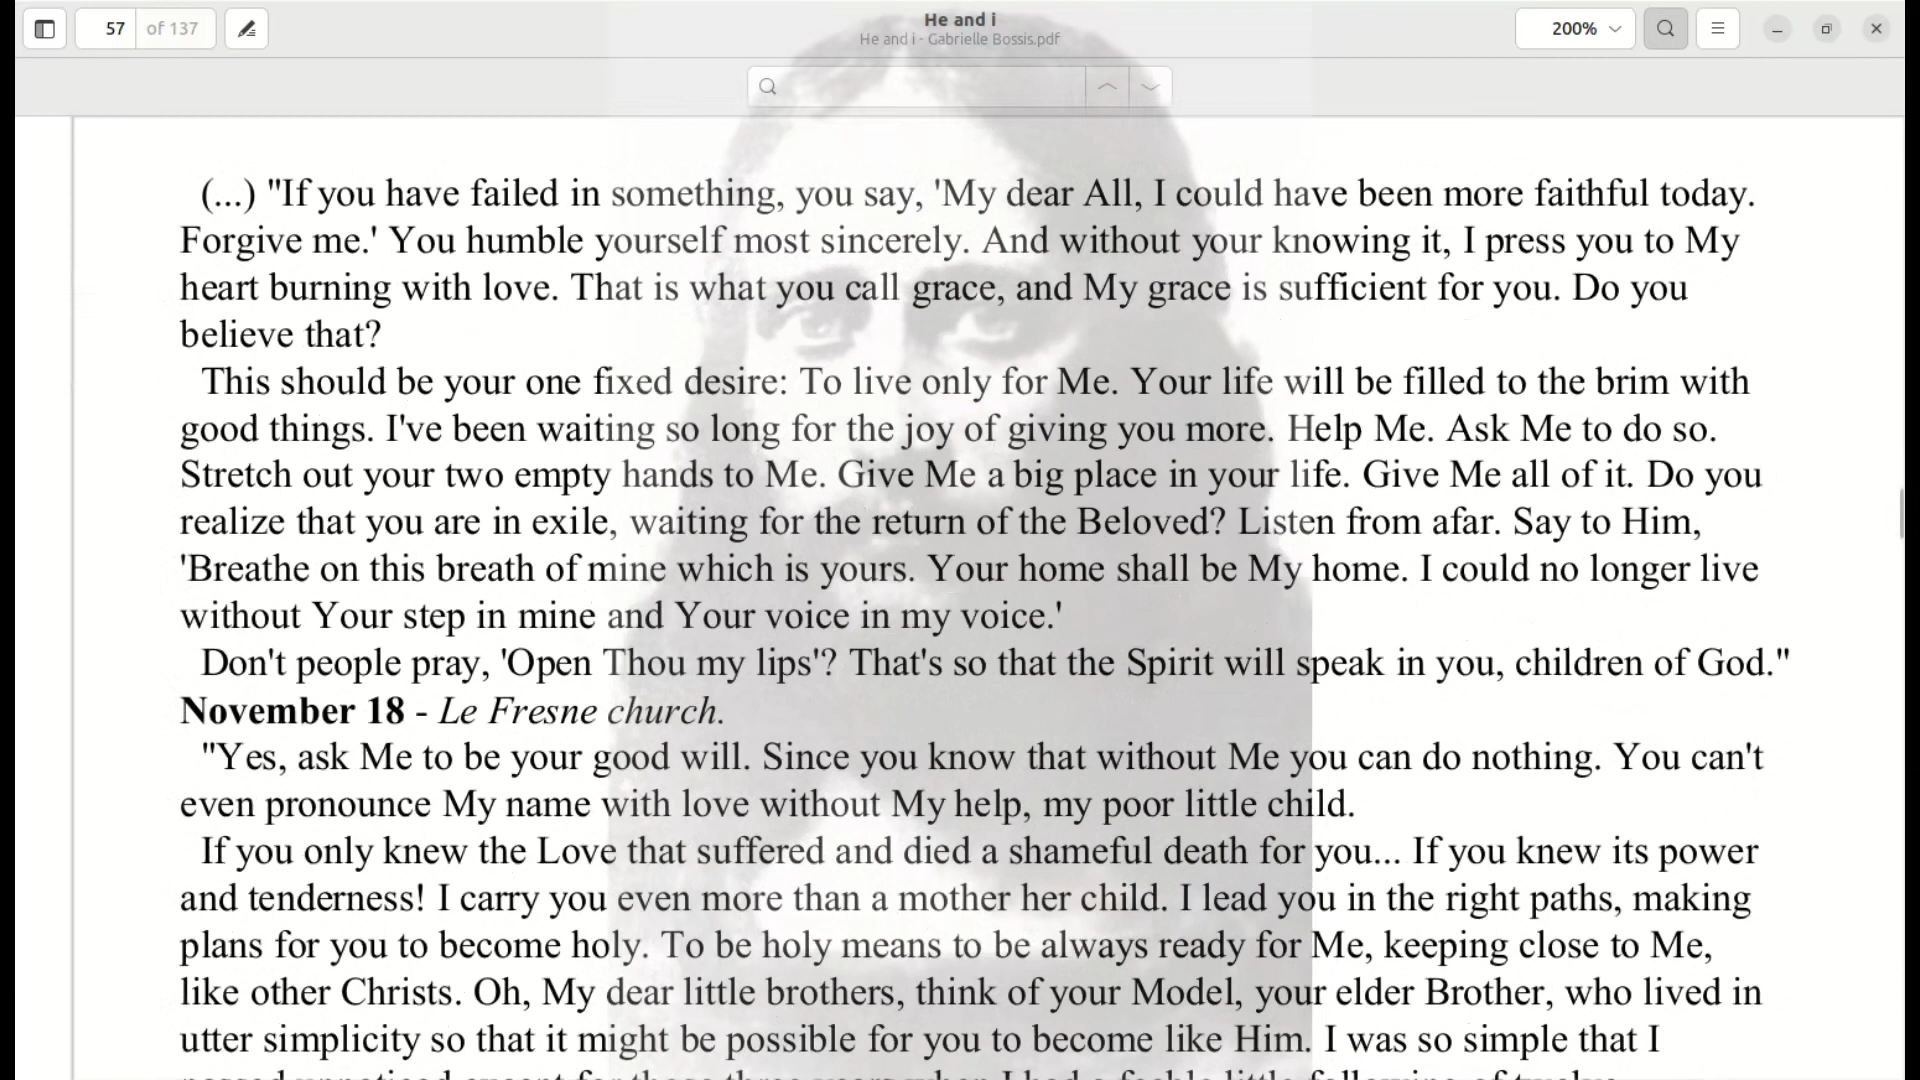 57 of 137
He and i
He and i - Gabrielle Bossis.pdf
200%
(...) "If you have failed in something, you say, 'My dear All, I could have been more faithful today.
Forgive me.' You humble yourself most sincerely. And without your knowing it, I press you to My
heart burning with love. That is what you call grace, and My grace is sufficient for you. Do you
believe that?
This should be your one fixed desire: To live only for Me. Your life will be filled to the brim with
good things. I've been waiting so long for the joy of giving you more. Help Me. Ask Me to do so.
Stretch out your two empty hands to Me. Give Me a big place in your life. Give Me all of it. Do you
realize that you are in exile, waiting for the return of the Beloved? Listen from afar. Say to Him,
'Breathe on this breath of mine which is yours. Your home shall be My home. I could no longer live
without Your step in mine and Your voice in my voice.'
Don't people pray, 'Open Thou my lips'? That's so that the Spirit will speak in you, children of God."
November 18 - Le Fresne church.
"Yes, ask Me to be your good will. Since you know that without Me you can do nothing. You can't
even pronounce My name with love without My help, my poor little child.
If you only knew the Love that suffered and died a shameful death for you... If you knew its power
and tenderness! I carry you even more than a mother her child. I lead you in the right paths, making
plans for you to become holy. To be holy means to be always ready for Me, keeping close to Me,
like other Christs. Oh, My dear little brothers, think of your Model, your elder Brother, who lived in
utter simplicity so that it might be possible for you to become like Him. I was so simple that I